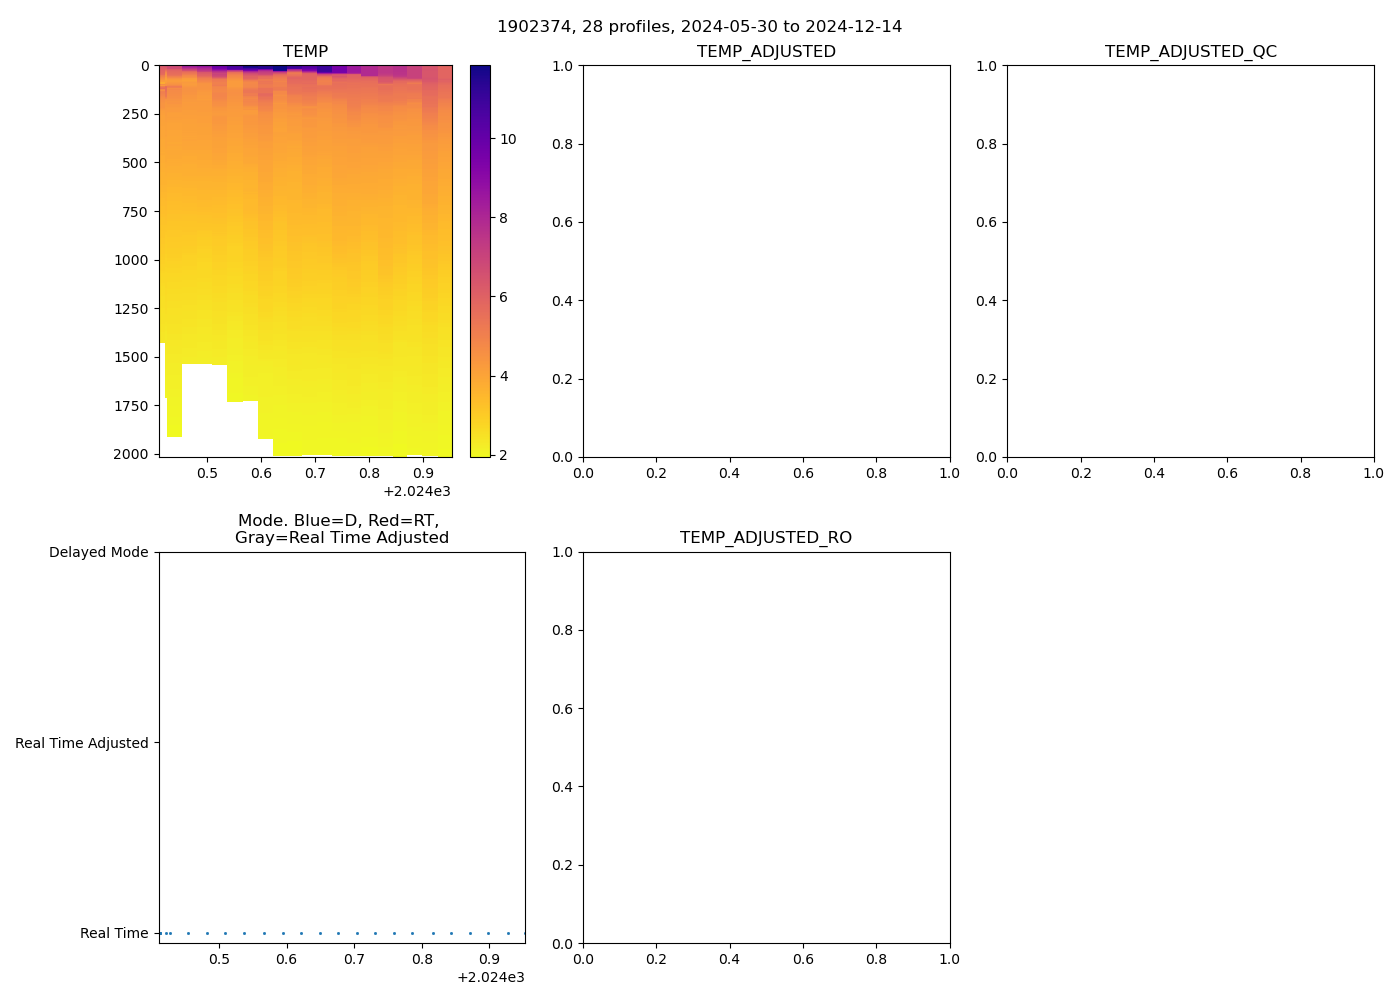 1902374, 28 profiles, 2024-05-30 to 2024-12-14
TEMP
0
250
500
750
1000
1250
1500
1750
2000
0.5 0.6 0.7 0.8 0.9
+2.024e3
10
8
6
4
2
TEMP_ADJUSTED
1.0
0.8
0.6
0.4
0.2
0.0
0.0 0.2 0.4 0.6 0.8 1.0
TEMP_ADJUSTED_QC
1.0
0.8
0.6
0.4
0.2
0.0
0.0 0.2 0.4 0.6 0.8 1.0
Mode. Blue=D, Red=RT,
Gray=Real Time Adjusted
Delayed Mode
Real Time Adjusted
Real Time
0.5 0.6 0.7 0.8 0.9
+2.024e3
TEMP_ADJUSTED_RO
1.0
0.8
0.6
0.4
0.2
0.0
0.0 0.2 0.4 0.6 0.8 1.0